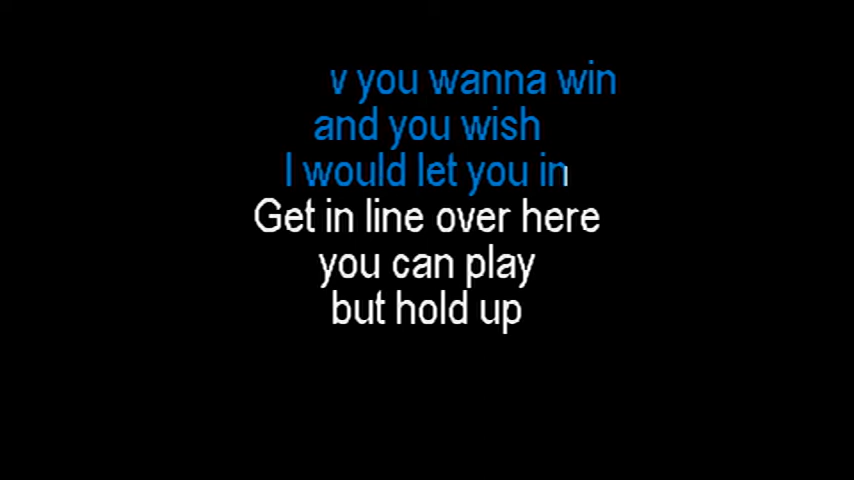 you wanna win
and you wish
I would let you in
Get in line over here
you can play
but hold up